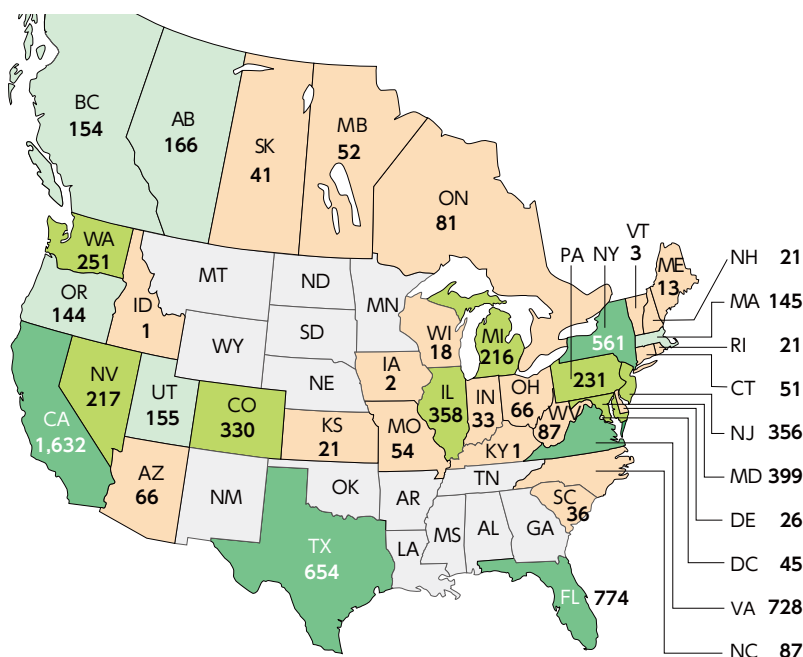 BC
154
AB
166
SK
41
MB
52
ON
81
WA
251
OR
144
ID
1
MT
ND
MN
SD
WY
NE
WI
18
MI
216
PA
NY
561
VT
3
ME
13
NH 21
MA 145
RI 21
CT 51
NJ 356
MD 399
DE 26
DC 45
VA 728
NC 87
CA
1,632
NV
217
UT
155
CO
330
IA
2
IL
358
IN
33
OH
66
231
WV
87
KS
21
MO
54
KY 1
AZ
66
NM
OK
AR
TN
SC
36
MS
AL
GA
LA
TX
654
FL 774